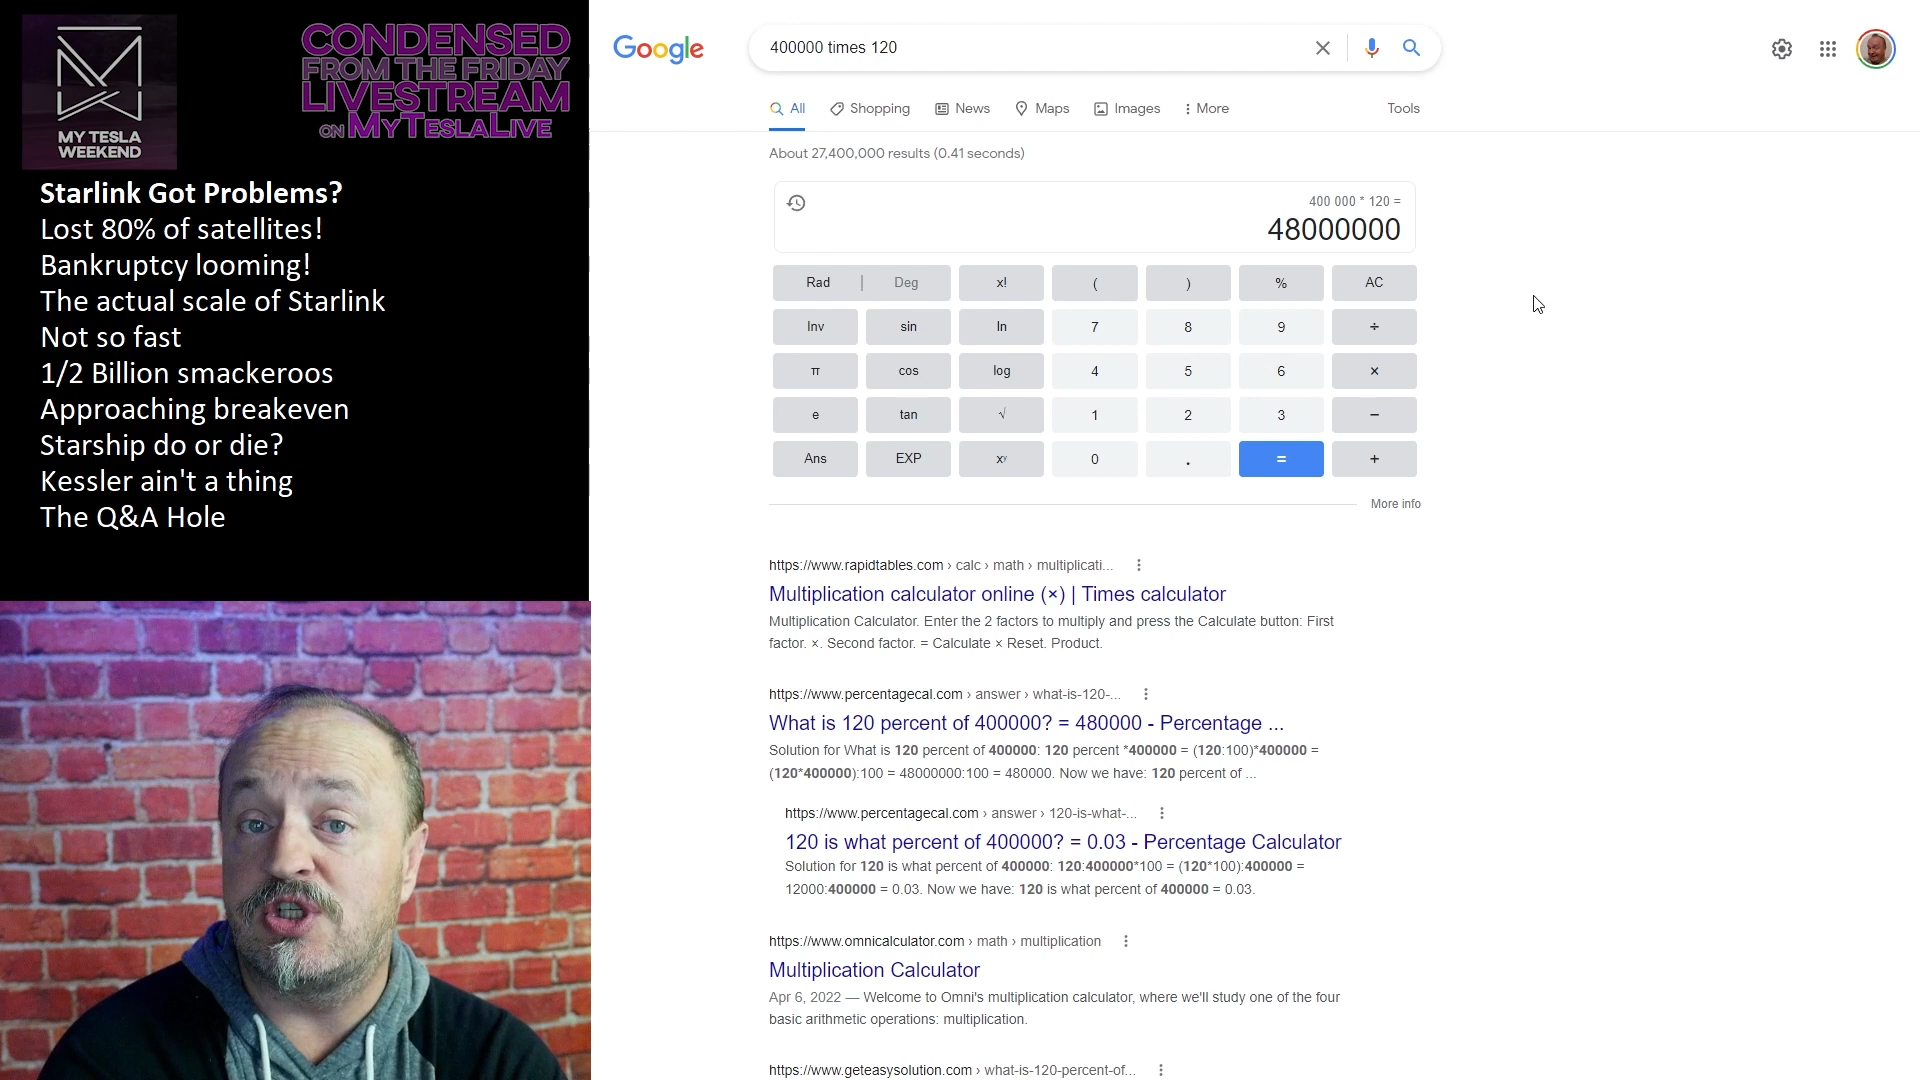 MY TESLA
WEEKEND
CONDENSED
FROM THE FRIDAY
LIVESTREAM
ON MYTESLALIVE
Starlink Got Problems?
Lost 80% of satellites!
Bankruptcy looming!
The actual scale of Starlink
Not so fast
1/2 Billion smackeroos
Approaching breakeven
Starship do or die?
Kessler ain't a thing
The Q&A Hole
Google
400000 times 120
All Shopping News Maps Images More Tools
About 27,400,000 results (0.41 seconds)
400 000 * 120 =
48000000
Rad | Deg x! ( ) % AC
Inv sin ln 7 8 9 ÷
π cos log 4 5 6 ×
e tan √ 1 2 3 −
Ans EXP xʸ 0 . = +
More info
https://www.rapidtables.com › calc › math › multiplicati...
Multiplication calculator online (×) | Times calculator
Multiplication Calculator. Enter the 2 factors to multiply and press the Calculate button: First
factor. ×. Second factor. = Calculate × Reset. Product.
https://www.percentagecal.com › answer › what-is-120-...
What is 120 percent of 400000? = 480000 - Percentage ...
Solution for What is 120 percent of 400000: 120 percent *400000 = (120:100)*400000 =
(120*400000):100 = 48000000:100 = 480000. Now we have: 120 percent of ...
https://www.percentagecal.com › answer › 120-is-what-...
120 is what percent of 400000? = 0.03 - Percentage Calculator
Solution for 120 is what percent of 400000: 120:400000*100 = (120*100):400000 =
12000:400000 = 0.03. Now we have: 120 is what percent of 400000 = 0.03.
https://www.omnicalculator.com › math › multiplication
Multiplication Calculator
Apr 6, 2022 — Welcome to Omni's multiplication calculator, where we'll study one of the four
basic arithmetic operations: multiplication.
https://www.geteasysolution.com › what-is-120-percent-of...